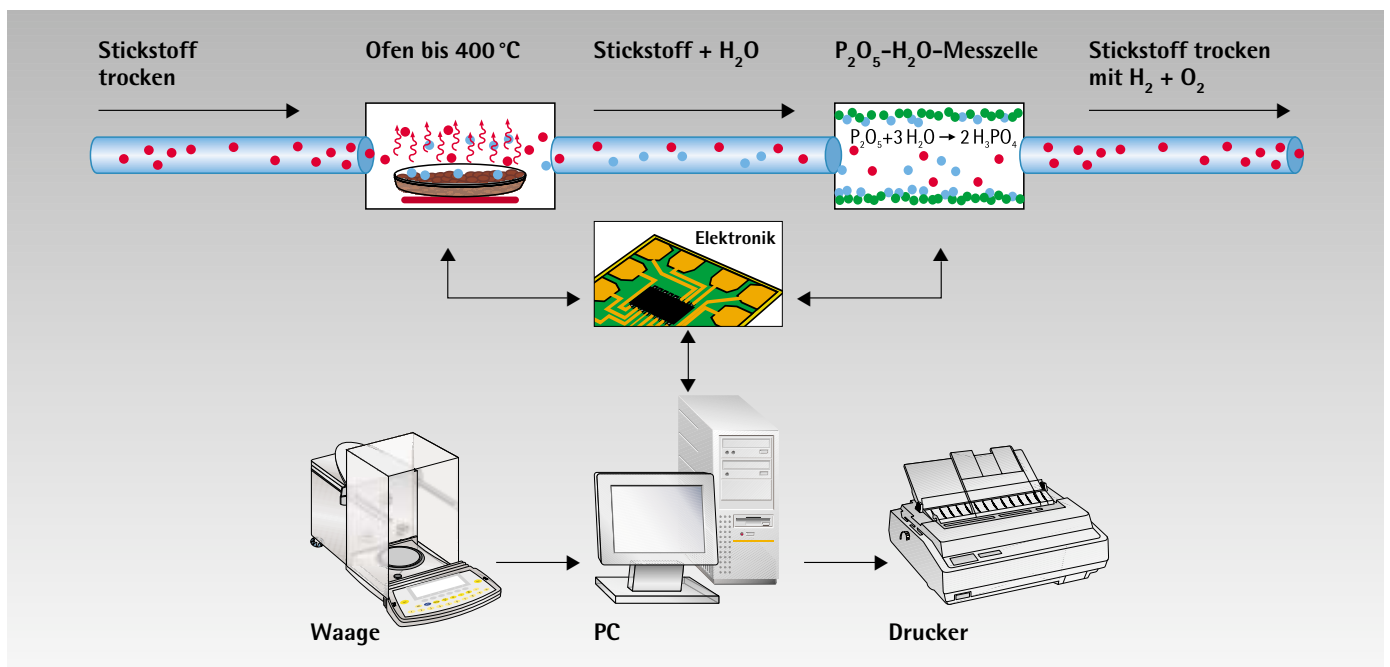 Stickstoff
trocken
Ofen bis 400 °C
Stickstoff + H₂O
P₂O₅-H₂O-Messzelle
Stickstoff trocken
mit H₂ + O₂
P₂O₅+3 H₂O → 2 H₃PO₄
Elektronik
Waage
PC
Drucker